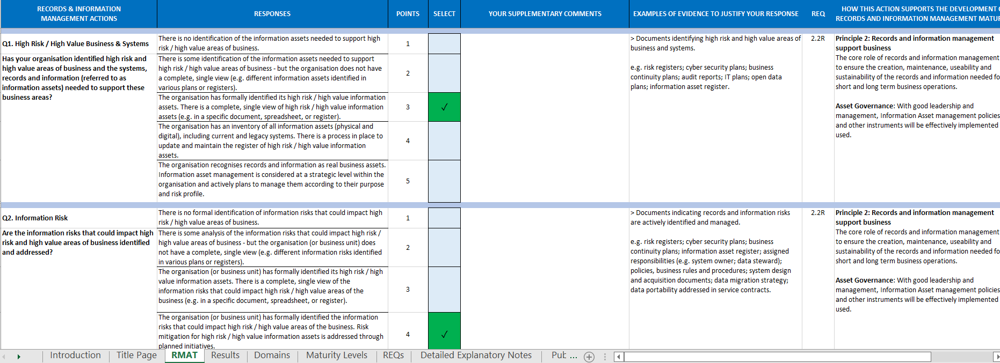 RECORDS & INFORMATION
MANAGEMENT ACTIONS
RESPONSES
POINTS
SELECT
YOUR SUPPLEMENTARY COMMENTS
EXAMPLES OF EVIDENCE TO JUSTIFY YOUR RESPONSE
REQ
HOW THIS ACTION SUPPORTS THE DEVELOPMENT
RECORDS AND INFORMATION MANAGEMENT
Q1. High Risk / High Value Business & Systems
Has your organisation identified high risk and
high value areas of business and the systems,
records and information (referred to as
information assets) needed to support these
business areas?
There is no identification of the information assets needed to support high
risk / high value areas of business.
1
There is some identification of the information assets needed to support
high risk / high value areas of business - but the organisation does not have
a complete, single view (e.g. different information assets identified in
various plans or registers).
2
The organisation has formally identified its high risk / high value information
assets. There is a complete, single view of high risk / high value information
assets (e.g. in a specific document, spreadsheet, or register).
3
✓
The organisation has an inventory of all information assets (physical and
digital), including current and legacy systems. There is a process in place to
update and maintain the register of high risk / high value information
assets.
4
The organisation recognises records and information as real business assets.
Information asset management is considered at a strategic level within the
organisation and actively plans to manage them according to their purpose
and risk profile.
5
> Documents identifying high risk and high value areas of
business and systems.
e.g. risk registers; cyber security plans; business
continuity plans; audit reports; IT plans; open data
plans; information asset register.
2.2R
Principle 2: Records and information management
support business
The core role of records and information management
to ensure the creation, maintenance, useability and
sustainability of the records and information needed
short and long term business operations.
Asset Governance: With good leadership and
management, Information Asset management policies
and other instruments will be effectively implemented
used.
Q2. Information Risk
Are the information risks that could impact high
risk and high value areas of business identified
and addressed?
There is no formal identification of information risks that could impact high
risk / high value areas of business.
1
There is some analysis of the information risks that could impact high risk /
high value areas of business - but the organisation (or business unit) does
not have a complete, single view (e.g. different information risks identified
in various plans or registers).
2
The organisation (or business unit) has formally identified its high risk / high
value information assets. There is a complete, single view of the
information risks that could impact high risk / high value areas of the
business (e.g. in a specific document, spreadsheet, or register).
3
The organisation (or business unit) has formally identified the information
risks that could impact high risk / high value areas of the business. Risk
mitigation for high risk / high value information assets is addressed through
planned initiatives.
4
✓
> Documents indicating records and information risks
are actively identified and managed.
e.g. risk registers; cyber security plans; business
continuity plans; information asset register; assigned
responsibilities (e.g. system owner; data steward);
policies, business rules and procedures; system design
and acquisition documents; data migration strategy;
data portability addressed in service contracts.
2.2R
Principle 2: Records and information management
support business
The core role of records and information management
to ensure the creation, maintenance, useability and
sustainability of the records and information needed
short and long term business operations.
Asset Governance: With good leadership and
management, Information Asset management policies
and other instruments will be effectively implemented
used.
Introduction
Title Page
RMAT
Results
Domains
Maturity Levels
REQs
Detailed Explanatory Notes
Put ...